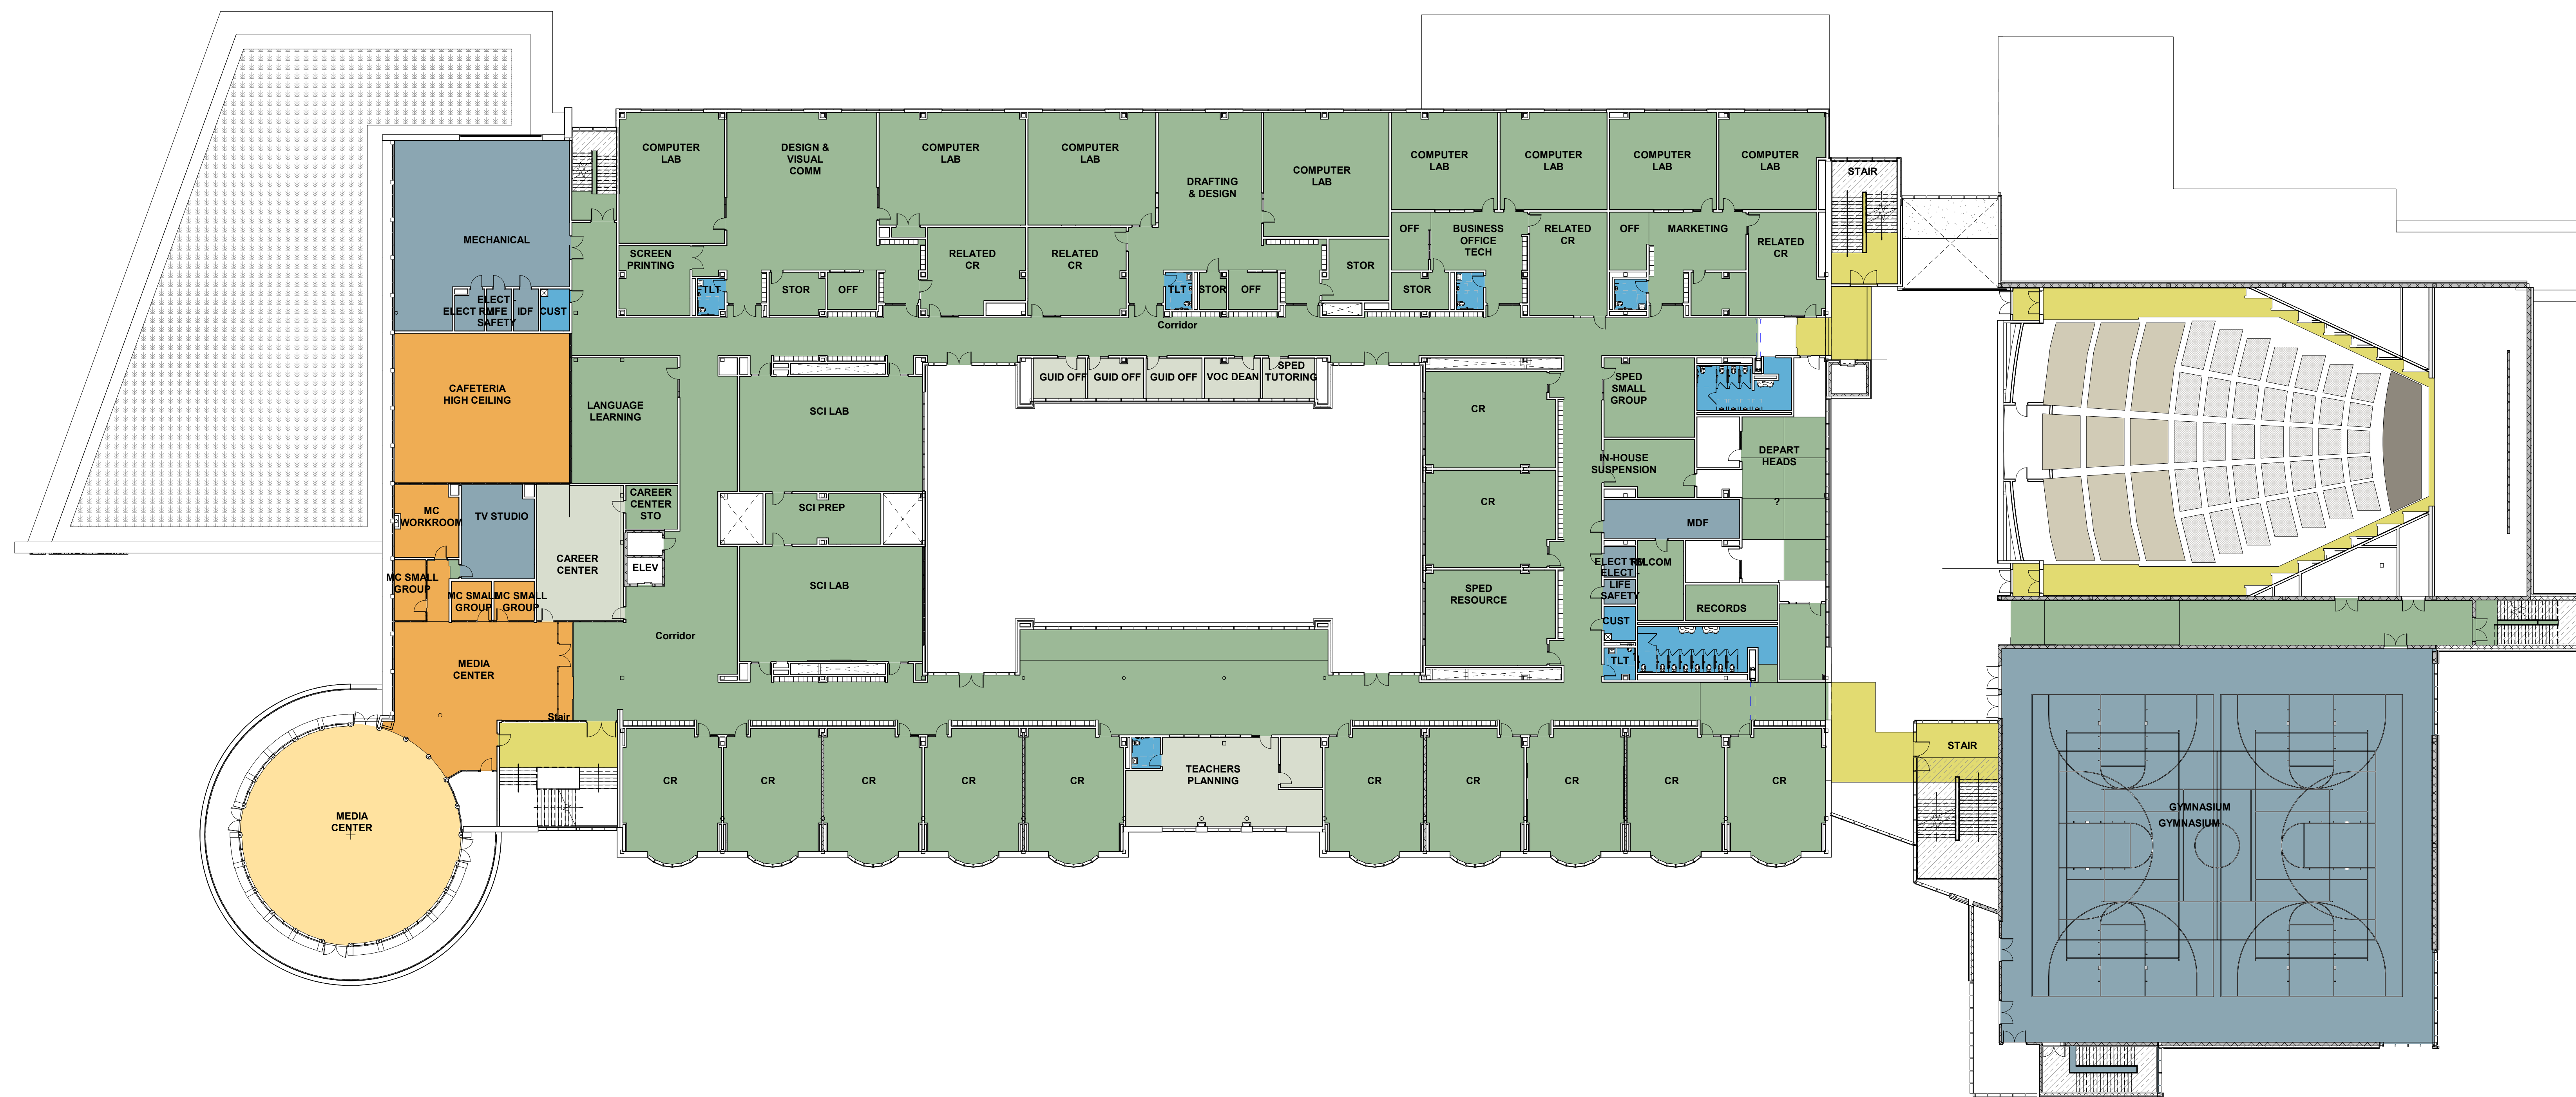 COMPUTER
LAB
DESIGN &
VISUAL
COMM
COMPUTER
LAB
COMPUTER
LAB
DRAFTING
& DESIGN
COMPUTER
LAB
COMPUTER
LAB
COMPUTER
LAB
COMPUTER
LAB
COMPUTER
LAB
STAIR
MECHANICAL
SCREEN
PRINTING
RELATED
CR
RELATED
CR
STOR
OFF
BUSINESS
OFFICE
TECH
RELATED
CR
OFF
MARKETING
RELATED
CR
TLT
STOR
OFF
TLT
STOR
OFF
STOR
ELECT RM
ELECT -
LIFE
SAFETY
IDF
CUST
Corridor
CAFETERIA
HIGH CEILING
LANGUAGE
LEARNING
SCI LAB
GUID OFF
GUID OFF
GUID OFF
VOC DEAN
SPED
TUTORING
CR
SPED
SMALL
GROUP
IN-HOUSE
SUSPENSION
DEPART
HEADS
?
MC
WORKROOM
TV STUDIO
CAREER
CENTER
STO
SCI PREP
CR
MDF
CAREER
CENTER
ELEV
MC SMALL
GROUP
MC SMALL
GROUP
MC SMALL
GROUP
SCI LAB
SPED
RESOURCE
ELECT RM
ELECT -
LIFE
SAFETY
TELCOM
RECORDS
CUST
TLT
Corridor
MEDIA
CENTER
Stair
STAIR
CR
CR
CR
CR
CR
TEACHERS
PLANNING
CR
CR
CR
CR
CR
MEDIA
CENTER
GYMNASIUM
GYMNASIUM